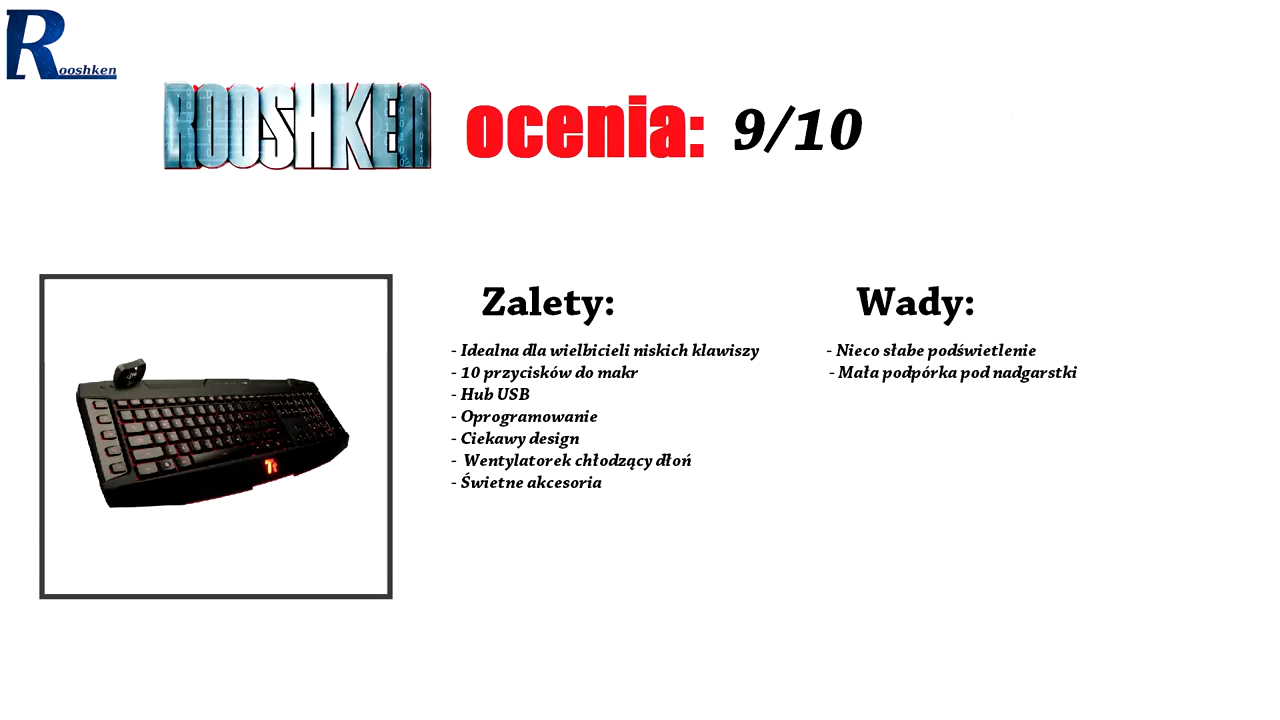 Rooshken
ROOSHKEN ocenia: 9/10
Zalety:
- Idealna dla wielbicieli niskich klawiszy
- 10 przycisków do makr
- Hub USB
- Oprogramowanie
- Ciekawy design
- Wentylatorek chłodzący dłoń
- Świetne akcesoria
Wady:
- Nieco słabe podświetlenie
- Mała podpórka pod nadgarstki